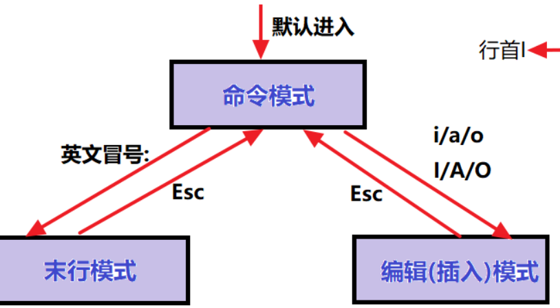 默认进入
行首I
命令模式
i/a/o
英文冒号:
I/A/O
Esc
Esc
末行模式
编辑(插入)模式